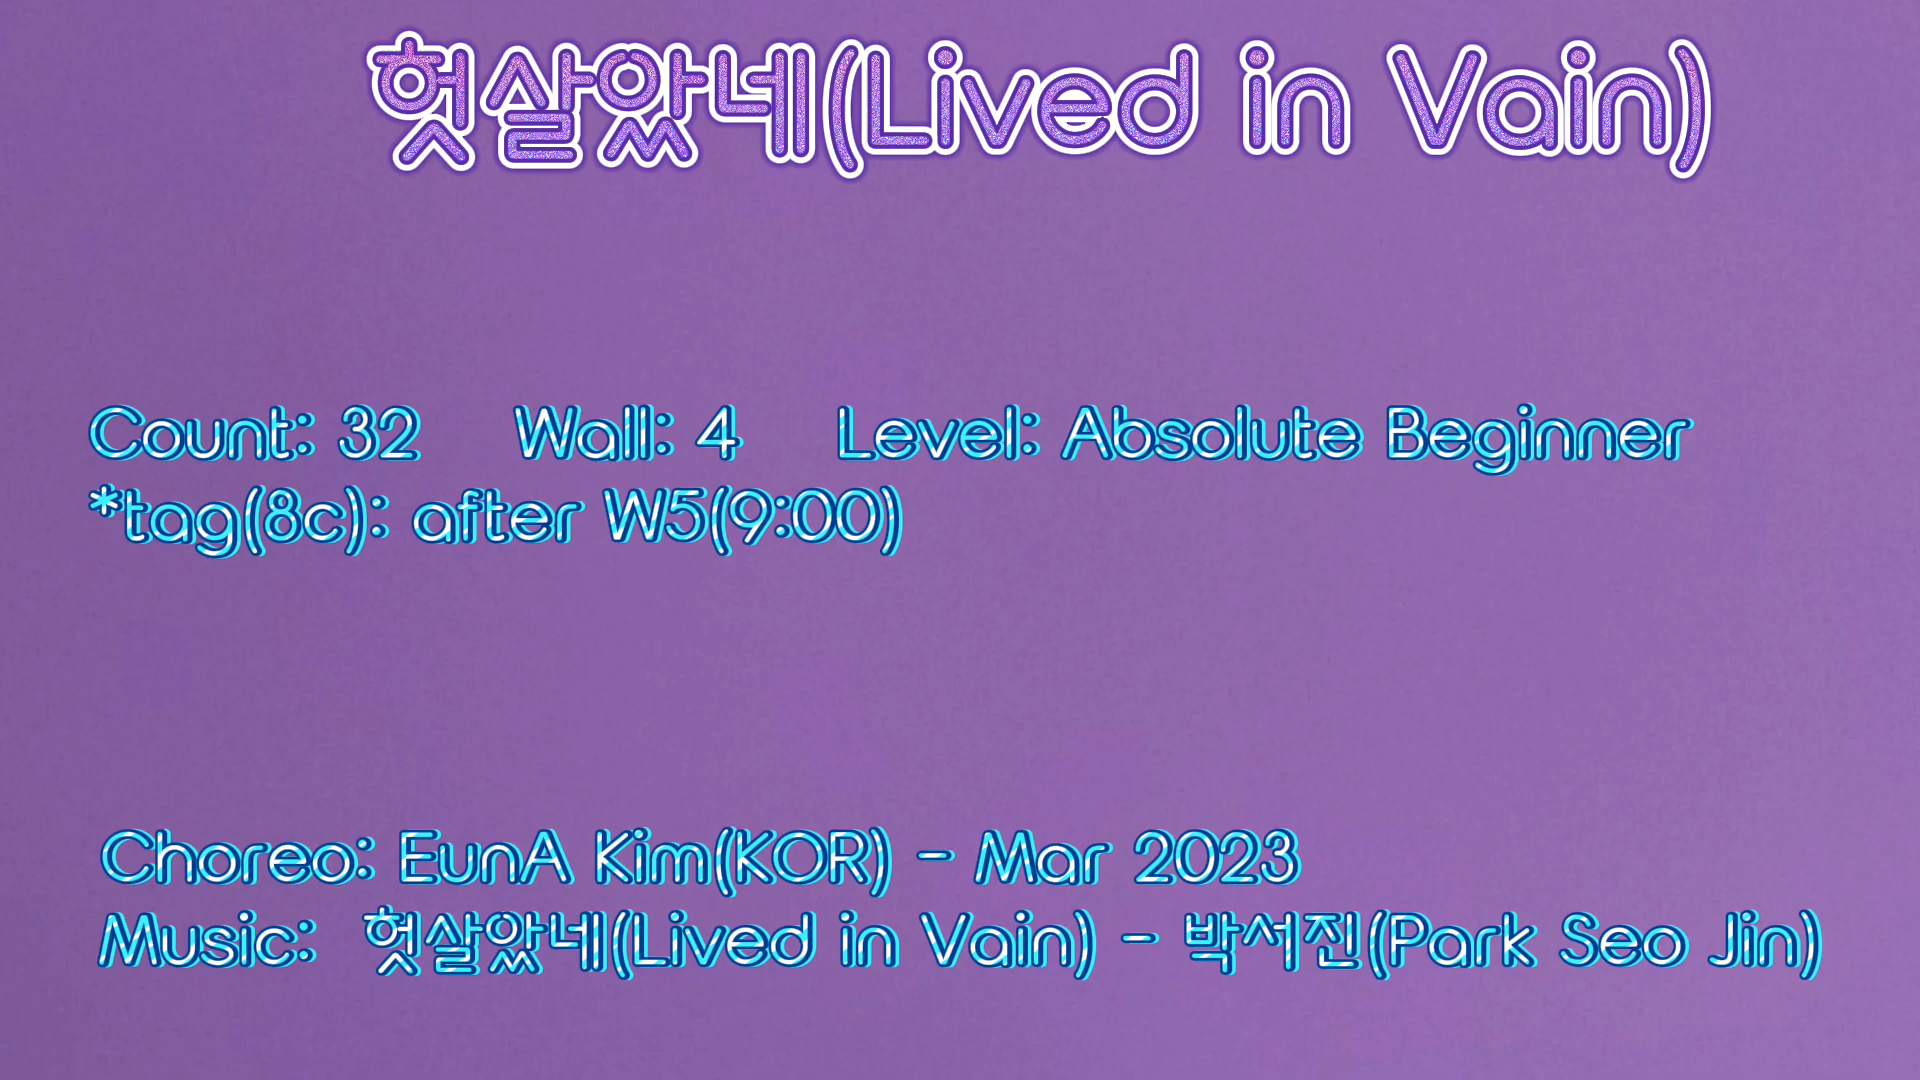 헛살았네(Lived in Vain)
Count: 32 Wall: 4 Level: Absolute Beginner
*tag(8c): after W5(9:00)
Choreo: EunA Kim(KOR) - Mar 2023
Music: 헛살았네(Lived in Vain) - 박서진(Park Seo Jin)